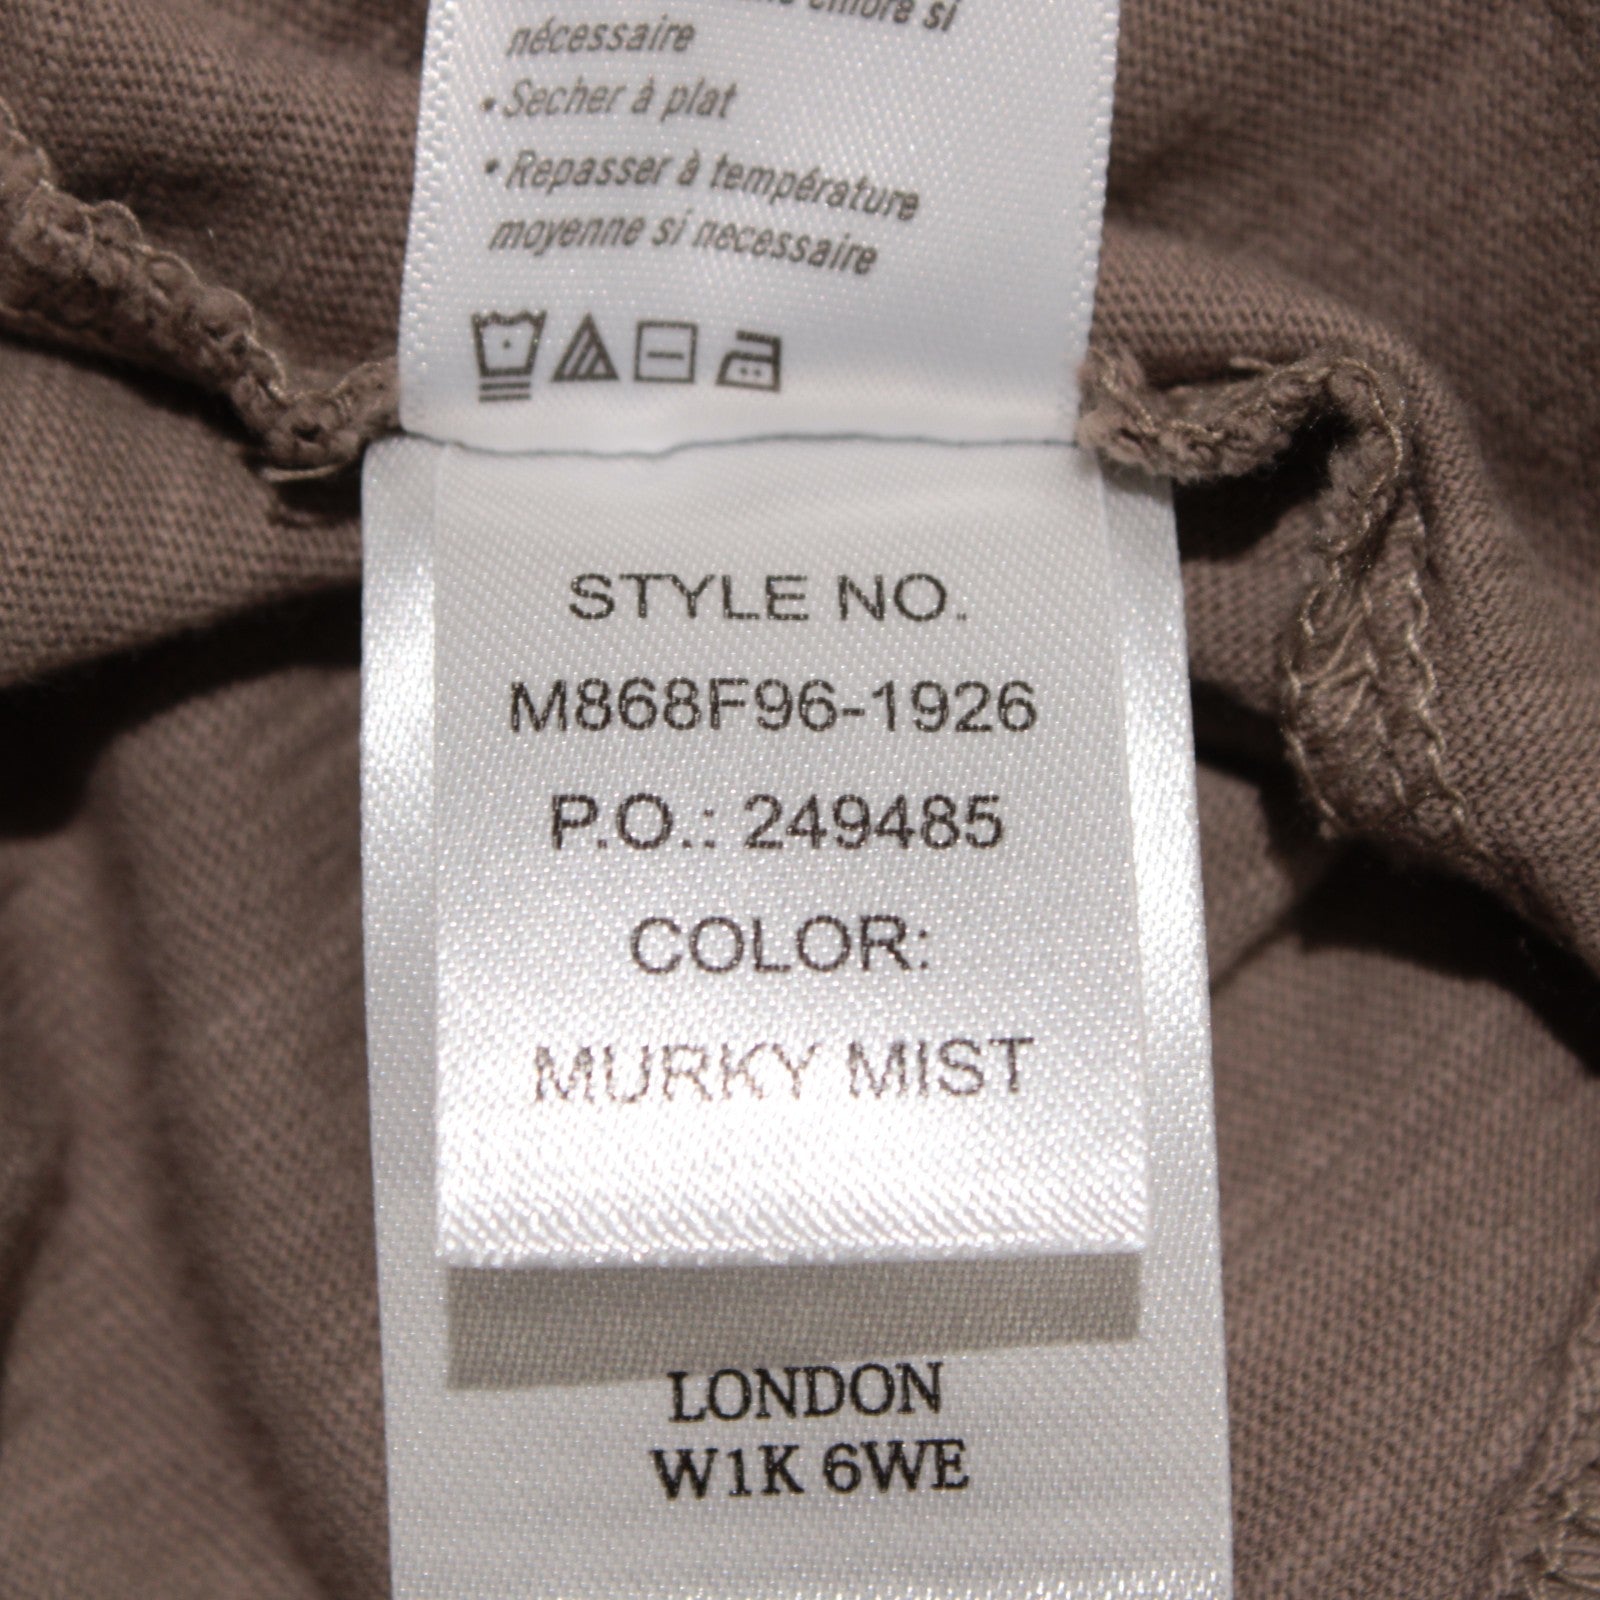 si
nécessaire
• Secher à plat
• Repasser à température
moyenne si necessaire
STYLE NO.
M868F96-1926
P.O.: 249485
COLOR:
MURKY MIST
LONDON
W1K 6WE